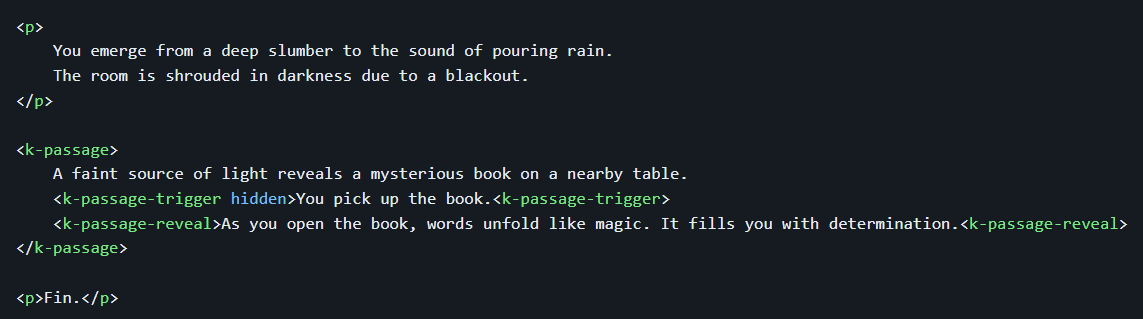 <p>
You emerge from a deep slumber to the sound of pouring rain.
The room is shrouded in darkness due to a blackout.
</p>
<k-passage>
A faint source of light reveals a mysterious book on a nearby table.
<k-passage-trigger hidden>You pick up the book.<k-passage-trigger>
<k-passage-reveal>As you open the book, words unfold like magic. It fills you with determination.<k-passage-reveal>
</k-passage>
<p>Fin.</p>